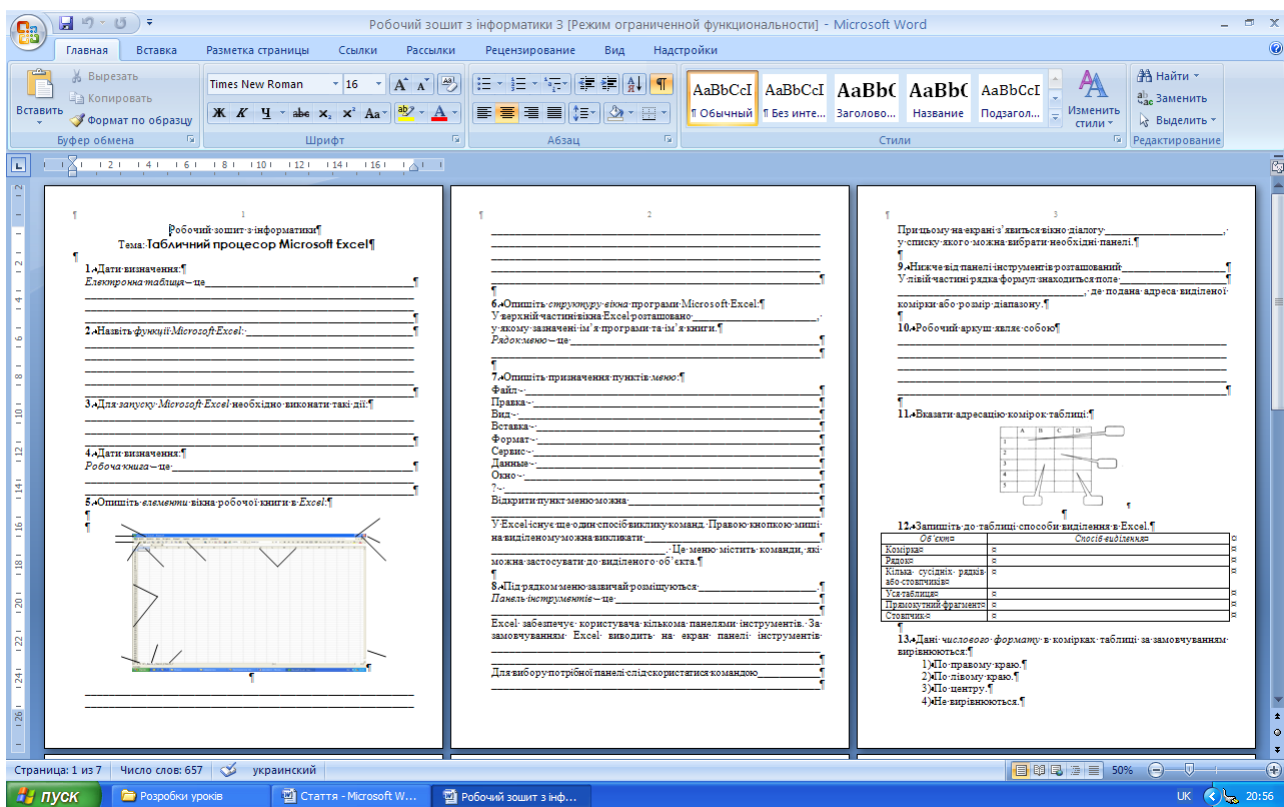 Робочий зошит з інформатики 3 [Режим ограниченной функциональности] - Microsoft Word
Главная Вставка Разметка страницы Ссылки Рассылки Рецензирование Вид Надстройки
Вставить
Вырезать
Копировать
Формат по образцу
Буфер обмена
Times New Roman 16
Ж К Ч abe x, x² Aa
Шрифт
Абзац
AaBbCcI AaBbCcI AaBbC AaBbC AaBbCcI
¶ Обычный ¶ Без инте... Заголово... Название Подзагол...
Изменить стили
Стили
Найти
Заменить
Выделить
Редактирование
1
Робочий зошит з інформатики¶
Тема: Табличний процесор Microsoft Excel¶
1. Дати визначення:¶
Електронна таблиця – це
2. Назвіть функції Microsoft Excel:
3. Для запуску Microsoft Excel необхідно виконати такі дії:¶
4. Дати визначення:¶
Робоча книга – це
5. Опишіть елементи вікна робочої книги в Excel:¶
2
6. Опишіть структуру вікна програми Microsoft Excel:¶
У верхній частині вікна Excel розташовано ,
у якому зазначені ім’я програми та ім’я книги.¶
Рядок меню – це
7. Опишіть призначення пунктів меню:¶
Файл –
Правка –
Вид –
Вставка –
Формат –
Сервис –
Данные –
Окно –
? –
Відкрити пункт меню можна
У Excel існує ще один спосіб виклику команд. Правою кнопкою миші
на виділеному можна викликати
. Це меню містить команди, які
можна застосувати до виділеного об’єкта.¶
8. Під рядком меню зазвичай розміщуються .¶
Панель інструментів – це
Excel забезпечує користувача кількома панелями інструментів. За
замовчуванням Excel виводить на екран панелі інструментів
Для вибору потрібної панелі слід скористатися командою
3
При цьому на екрані з’явиться вікно діалогу ,
у списку якого можна вибрати необхідні панелі.¶
9. Нижче від панелі інструментів розташований
У лівій частині рядка формул знаходиться поле
, де подана адреса виділеної
комірки або розмір діапазону.¶
10. Робочий аркуш являє собою¶
11. Вказати адресацію комірок таблиці:¶
A B C D
1
2
3
4
5
12. Запишіть до таблиці способи виділення в Excel.¶
Об’єкт Спосіб виділення
Комірка
Рядок
Кілька сусідніх рядків
або стовпчиків
Уся таблиця
Прямокутний фрагмент
Стовпчик
13. Дані числового формату в комірках таблиці за замовчуванням
вирівнюються:¶
1) По правому краю.¶
2) По лівому краю.¶
3) По центру.¶
4) Не вирівнюються.¶
Страница: 1 из 7 Число слов: 657 украинский 50%
пуск Розробки уроків Стаття - Microsoft W... Робочий зошит з інф... UK 20:56